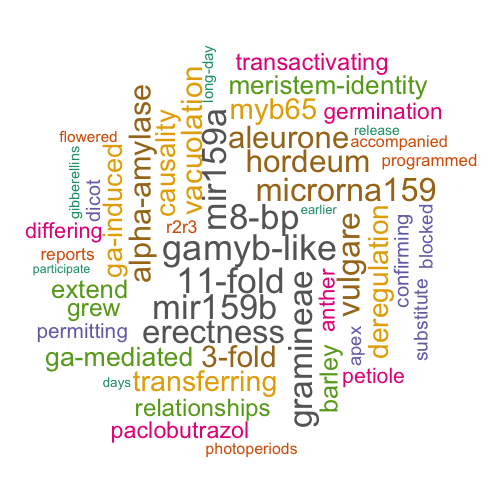 long-day
transactivating
meristem-identity
myb65
germination
release
flowered
aleurone
accompanied
hordeum
programmed
microrna159
gibberellins
dicot
ga-induced
alpha-amylase
causality
vacuolation
mir159a
8-bp
earlier
differing
r2r3
gamyb-like
vulgare
deregulation
confirming
blocked
reports
participate
11-fold
extend
grew
mir159b
gramineae
anther
apex
substitute
permitting
erectness
ga-mediated
3-fold
barley
petiole
days
transferring
relationships
paclobutrazol
photoperiods